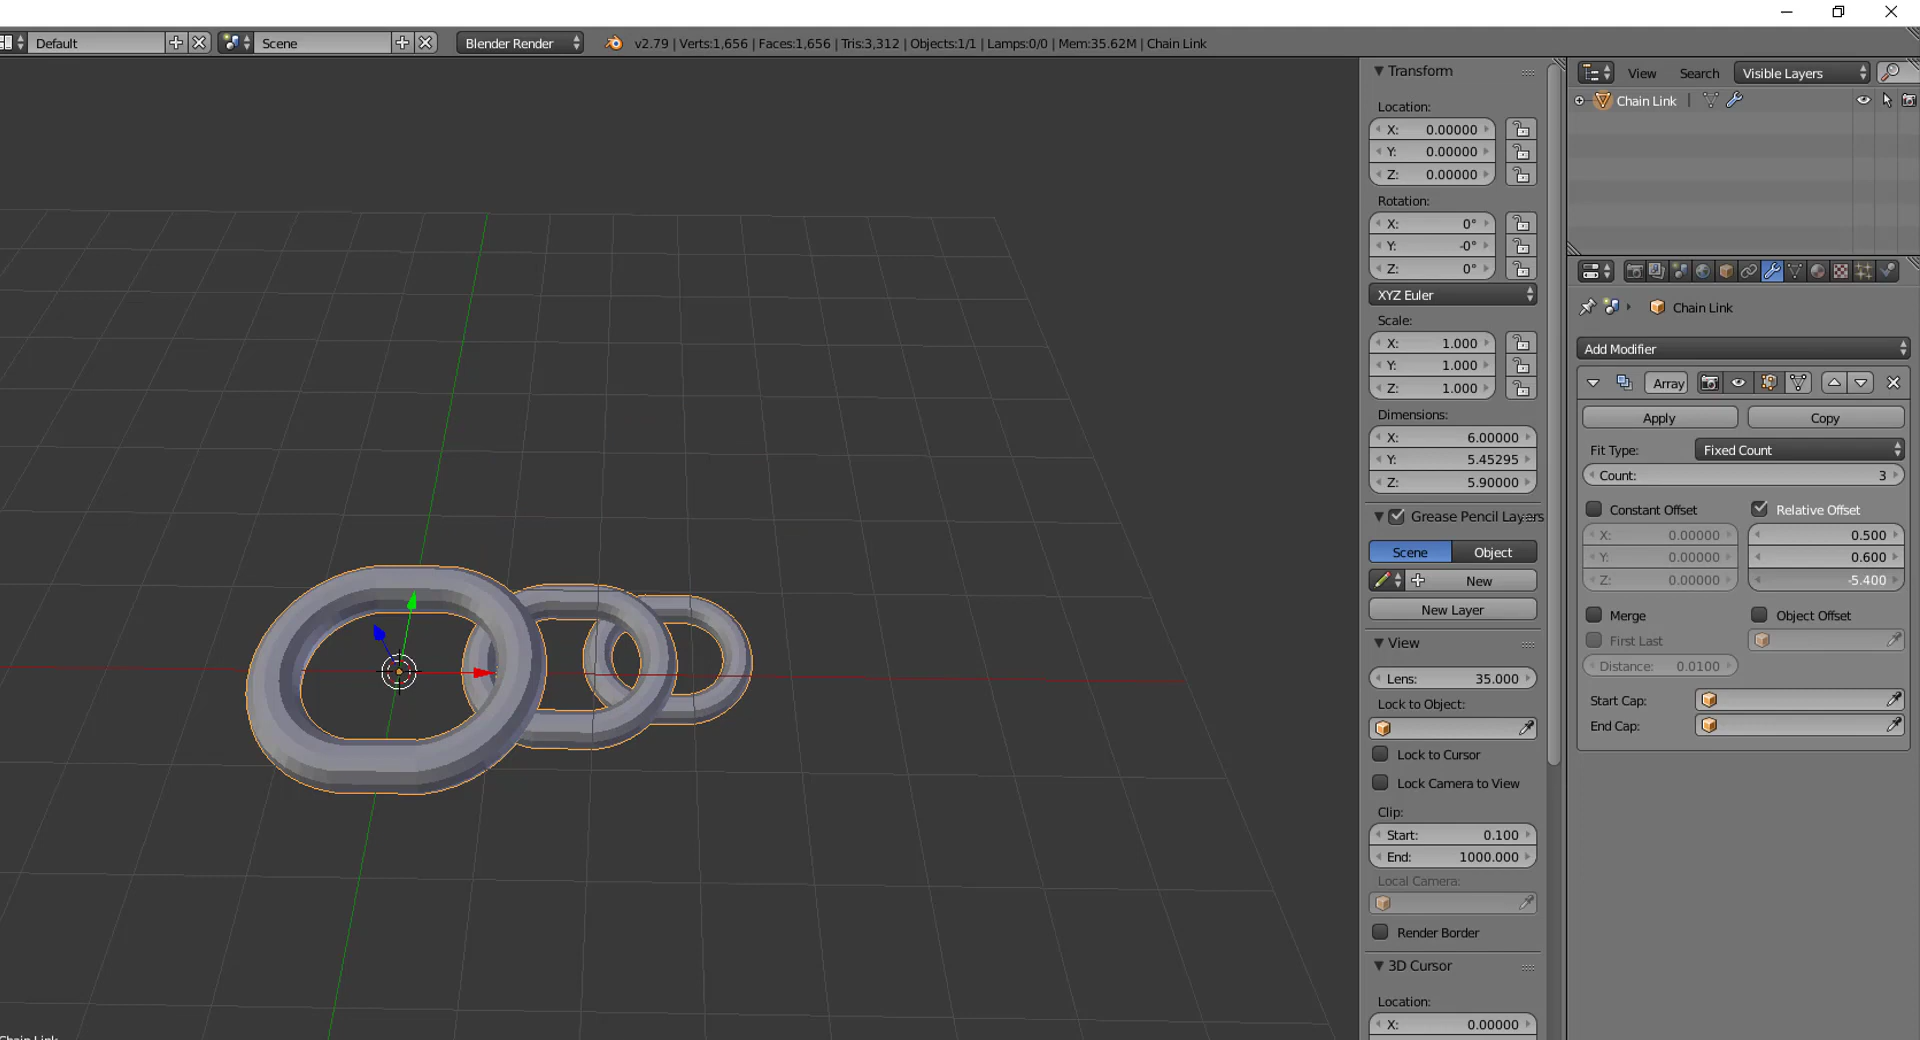 Default
Scene
Blender Render
v2.79 | Verts:1,656 | Faces:1,656 | Tris:3,312 | Objects:1/1 | Lamps:0/0 | Mem:35.62M | Chain Link
Transform
Location:
X: 0.00000
Y: 0.00000
Z: 0.00000
Rotation:
X: 0°
Y: -0°
Z: 0°
XYZ Euler
Scale:
X: 1.000
Y: 1.000
Z: 1.000
Dimensions:
X: 6.00000
Y: 5.45295
Z: 5.90000
Grease Pencil Layers
Scene Object
New
New Layer
View
Lens: 35.000
Lock to Object:
Lock to Cursor
Lock Camera to View
Clip:
Start: 0.100
End: 1000.000
Local Camera:
Render Border
3D Cursor
Location:
X: 0.00000
View Search Visible Layers
Chain Link
Chain Link
Add Modifier
Array
Apply Copy
Fit Type: Fixed Count
Count: 3
Constant Offset
X: 0.00000
Y: 0.00000
Z: 0.00000
Relative Offset
0.500
0.600
-5.400
Merge
First Last
Distance: 0.0100
Object Offset
Start Cap:
End Cap:
Chain Link